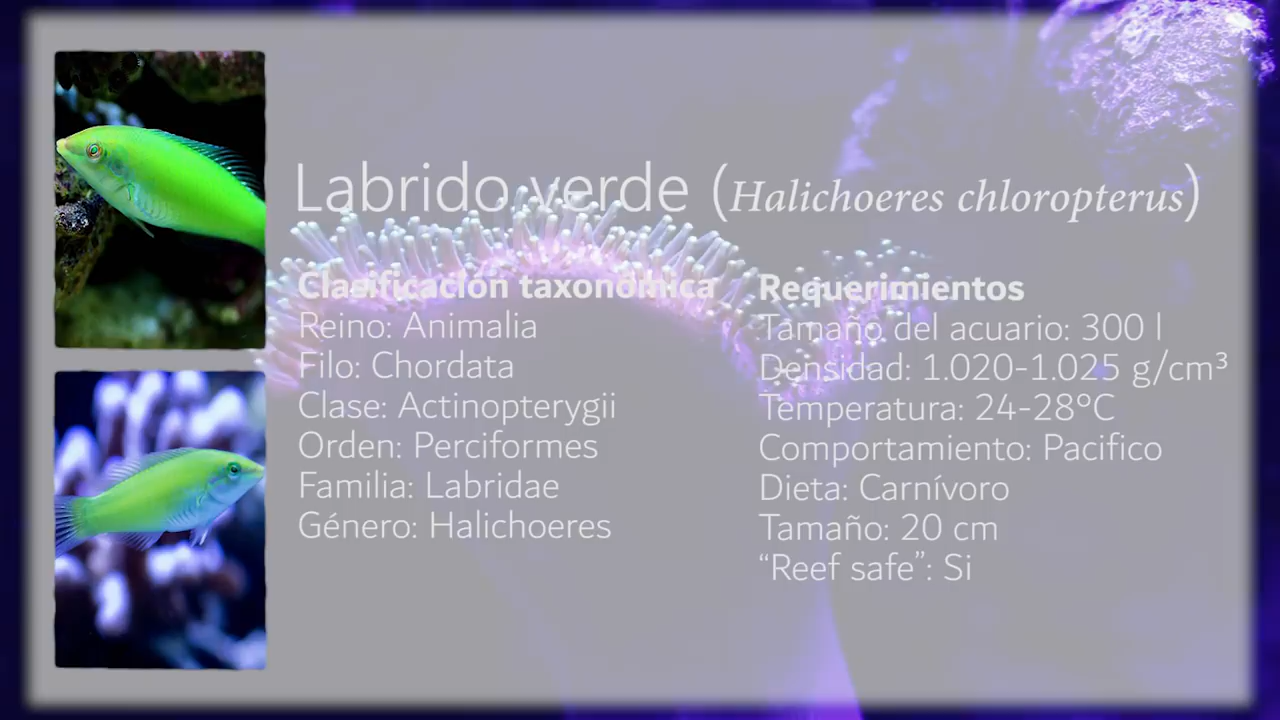 Labrido verde (Halichoeres chloropterus)
Clasificación taxonómica
Reino: Animalia
Filo: Chordata
Clase: Actinopterygii
Orden: Perciformes
Familia: Labridae
Género: Halichoeres
Requerimientos
Tamaño del acuario: 300 l
Densidad: 1.020-1.025 g/cm³
Temperatura: 24-28°C
Comportamiento: Pacifico
Dieta: Carnívoro
Tamaño: 20 cm
“Reef safe”: Si